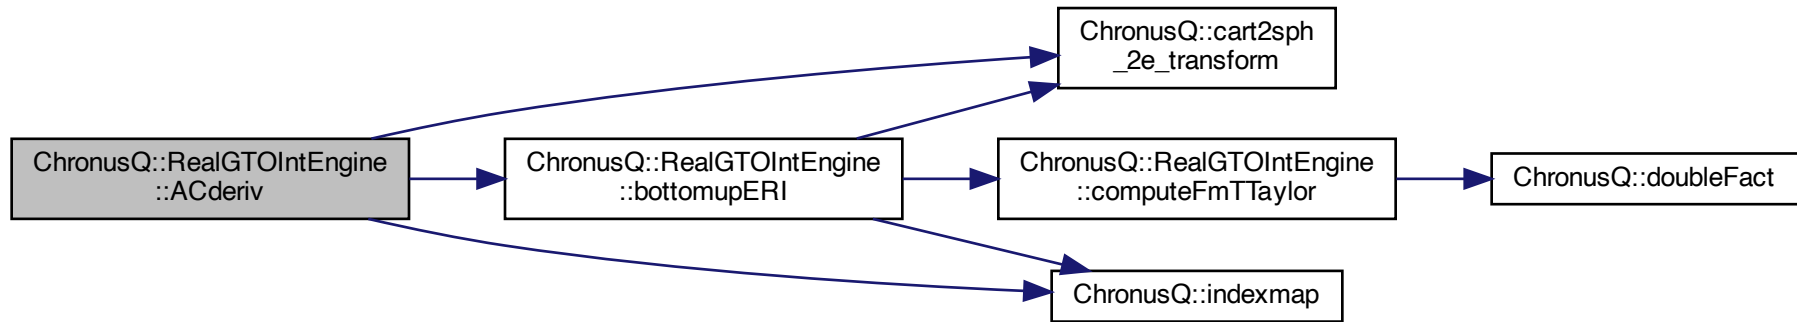 ChronusQ::cart2sph
_2e_transform
ChronusQ::RealGTOIntEngine
::ACderiv
ChronusQ::RealGTOIntEngine
::bottomupERI
ChronusQ::RealGTOIntEngine
::computeFmTTaylor
ChronusQ::doubleFact
ChronusQ::indexmap